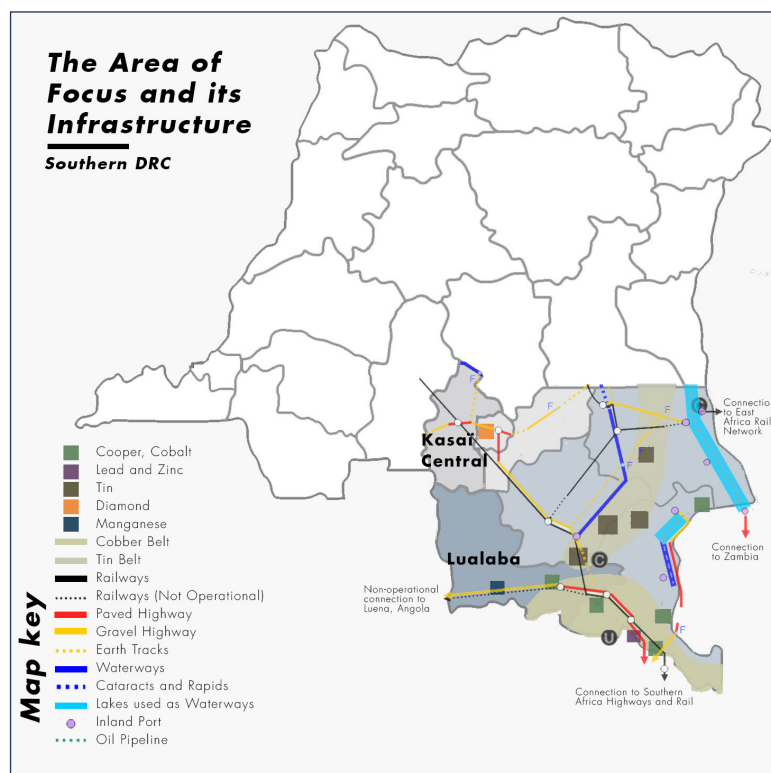 The Area of
Focus and its
Infrastructure
Southern DRC
F
F
F
F
F
C
Connection
to East
Africa Rail
Network
Kasaï
Central
Cooper, Cobalt
Lead and Zinc
Tin
Diamond
Manganese
Cobber Belt
Tin Belt
Railways
Railways (Not Operational)
Paved Highway
Gravel Highway
Earth Tracks
Waterways
Cataracts and Rapids
Lakes used as Waterways
Inland Port
Oil Pipeline
Map key
Lualaba
C
Connection
to Zambia
Non-operational
connection to
Luena, Angola
U
F
Connection to Southern
Africa Highways and Rail